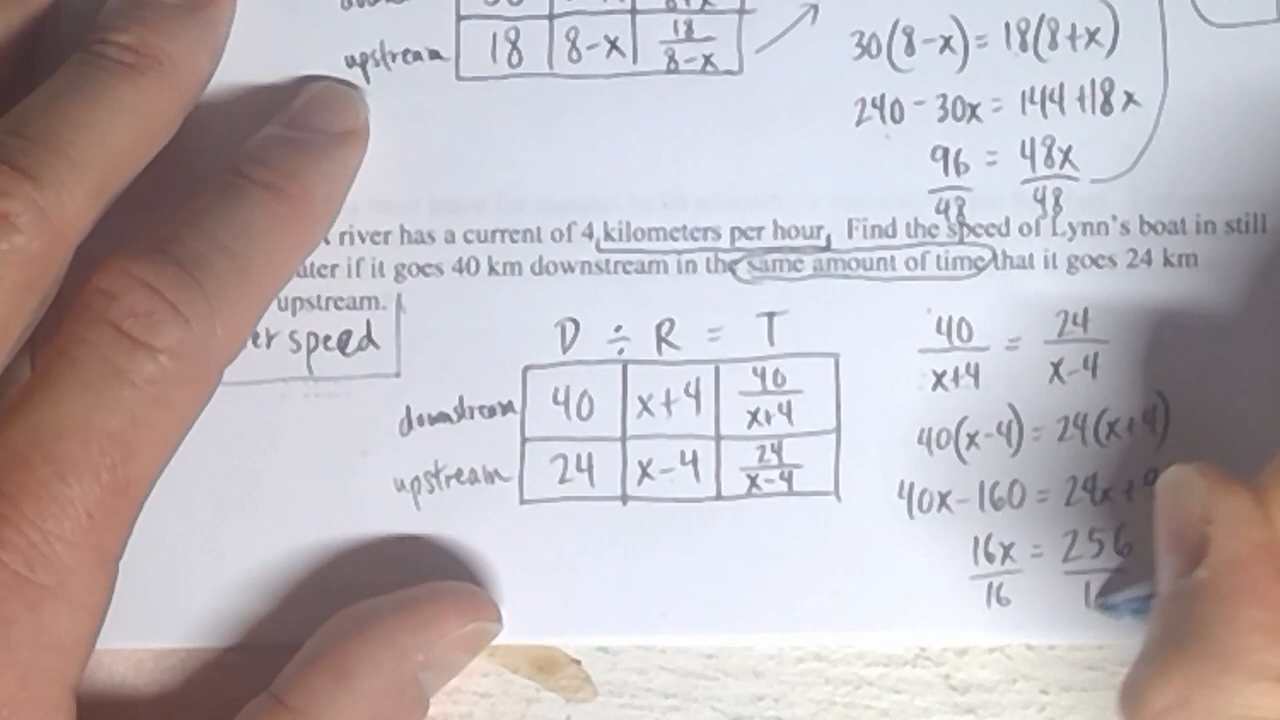 upstream 18 8-x 18/8-x
30(8-x) = 18(8+x)
240 - 30x = 144 + 18x
96/48 = 48x/48
river has a current of 4 kilometers per hour. Find the speed of Lynn's boat in still
ater if it goes 40 km downstream in the same amount of time that it goes 24 km
upstream.
er speed
D ÷ R = T
downstream 40 x+4 40/x+4
upstream 24 x-4 24/x-4
40/x+4 = 24/x-4
40(x-4) = 24(x+4)
40x-160 = 24x+
16x/16 = 256/1